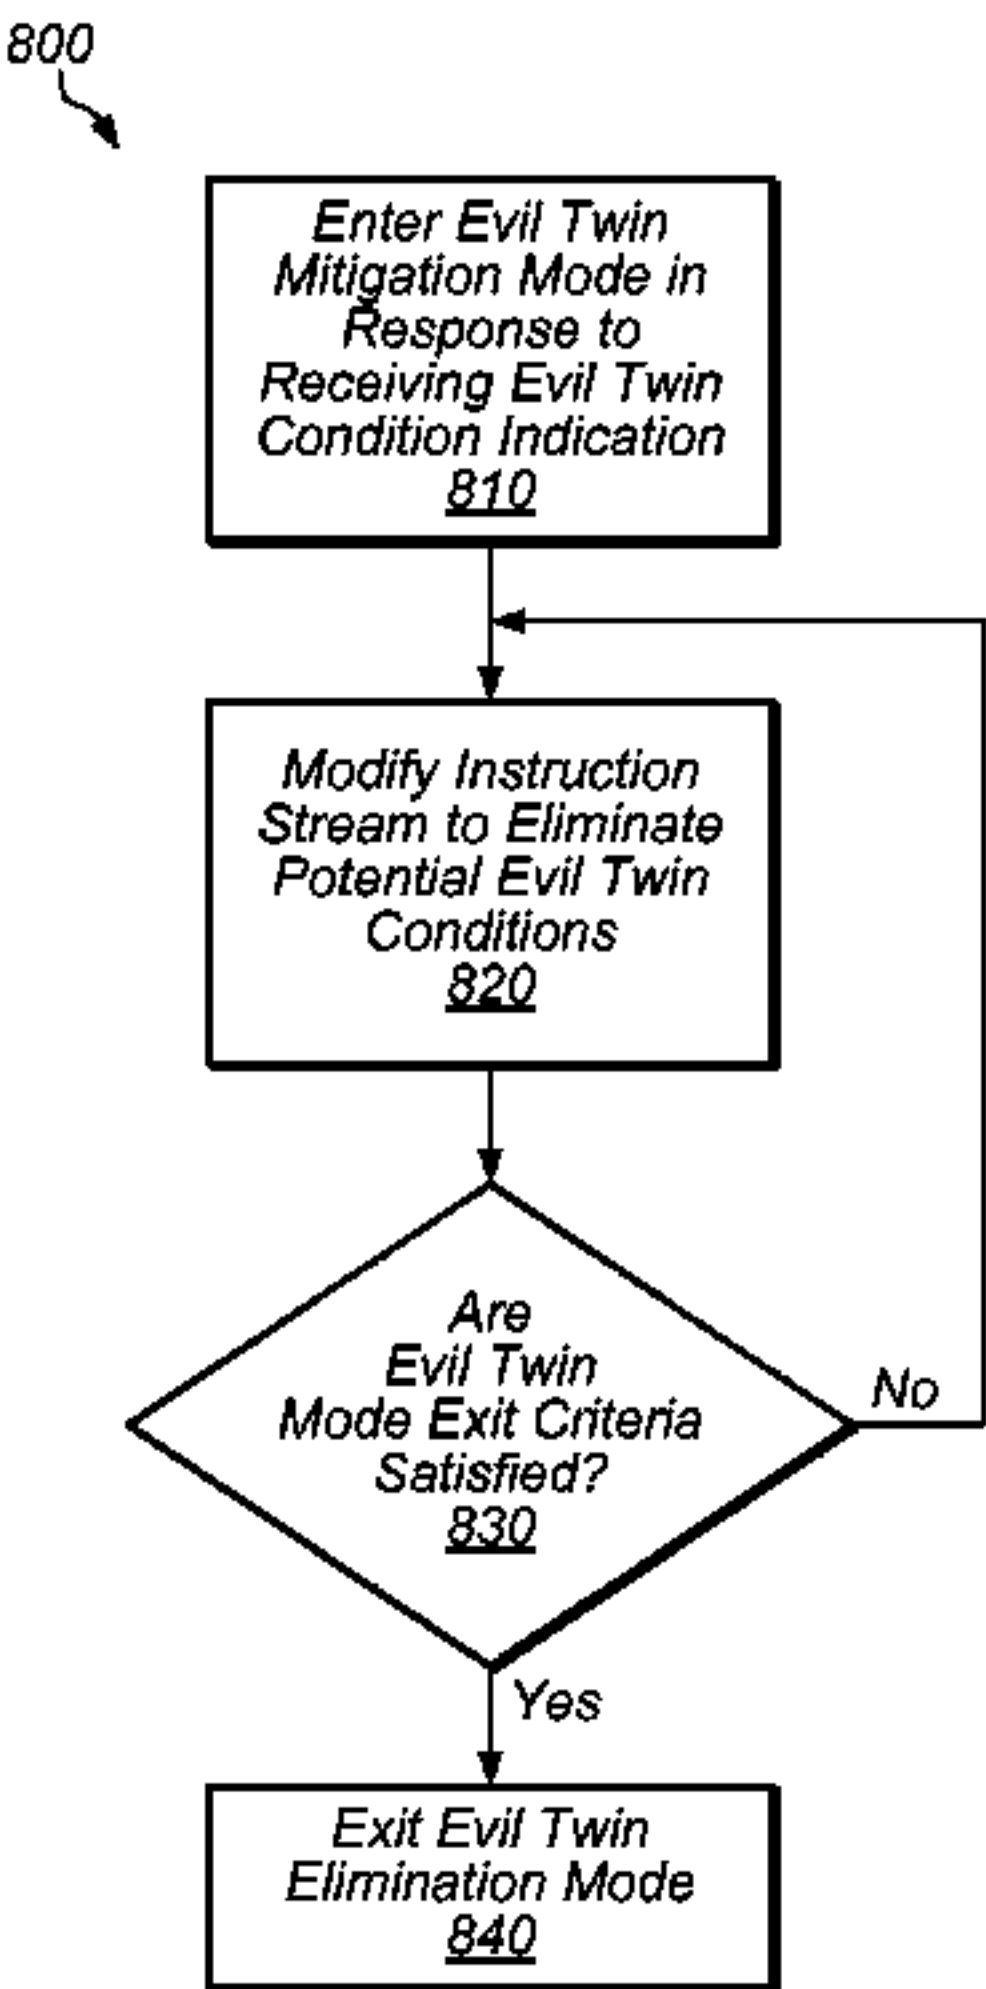 800
Enter Evil Twin
Mitigation Mode in
Response to
Receiving Evil Twin
Condition Indication
810
Modify Instruction
Stream to Eliminate
Potential Evil Twin
Conditions
820
Are
Evil Twin
Mode Exit Criteria
Satisfied?
830
No
Yes
Exit Evil Twin
Elimination Mode
840